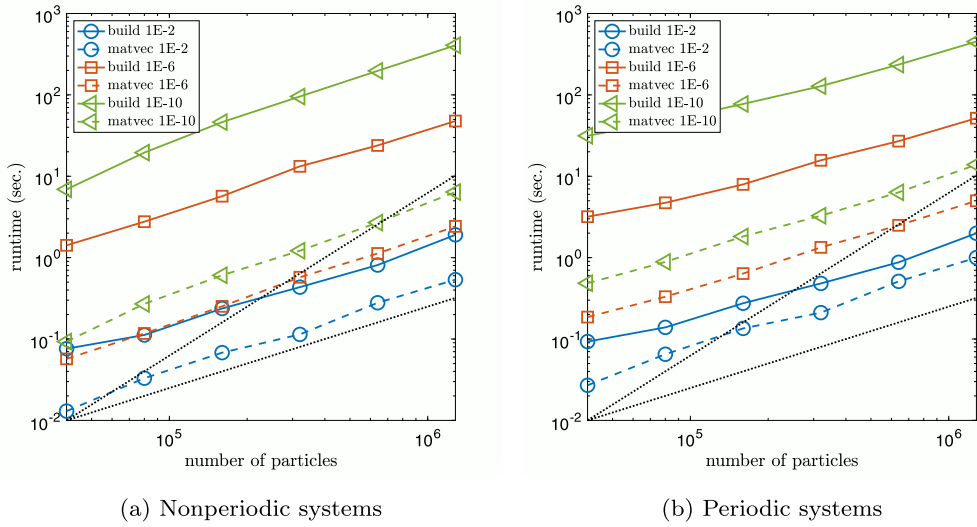 build 1E-2
matvec 1E-2
build 1E-6
matvec 1E-6
build 1E-10
matvec 1E-10
10^3
10^2
10^1
10^0
10^-1
10^-2
runtime (sec.)
10^5
10^6
number of particles
(a) Nonperiodic systems
build 1E-2
matvec 1E-2
build 1E-6
matvec 1E-6
build 1E-10
matvec 1E-10
10^3
10^2
10^1
10^0
10^-1
10^-2
runtime (sec.)
10^5
10^6
number of particles
(b) Periodic systems